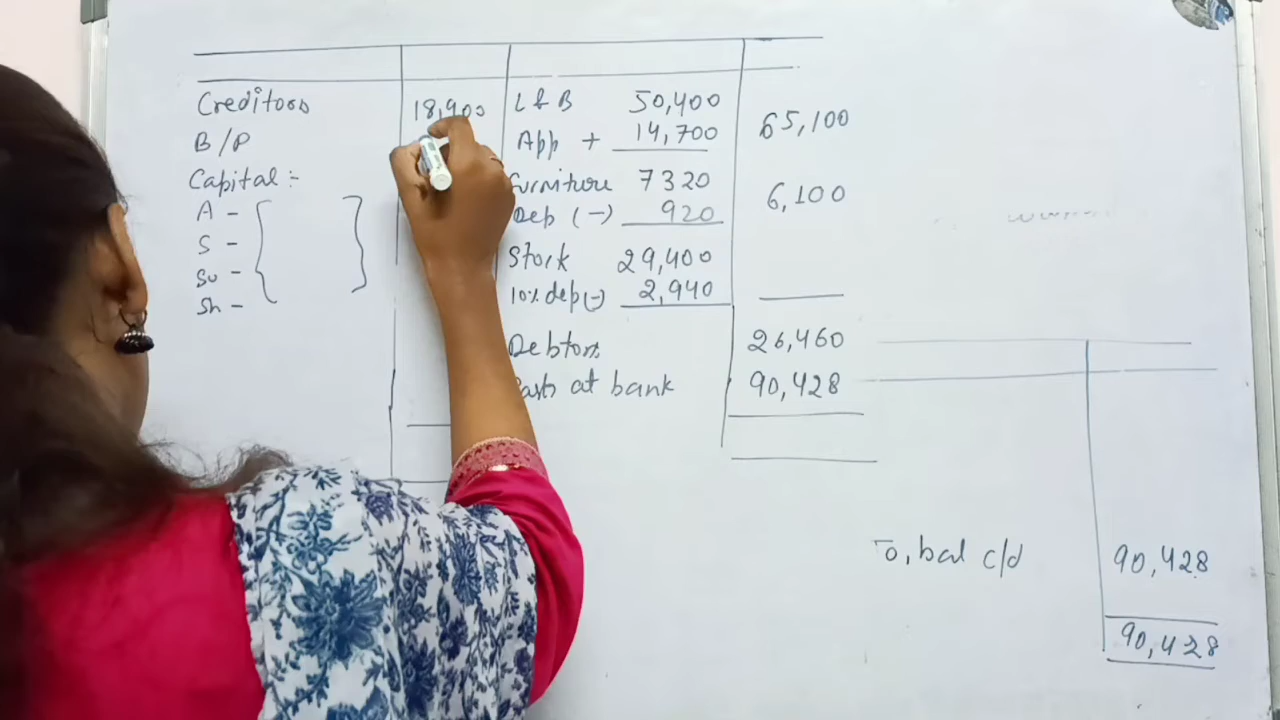 Creditors 18,900
B/P
Capital:-
A -
S -
Su -
Sh -
L & B 50,400
App + 14,700 65,100
Furniture 7320
Dep (-) 920 6,100
Stock 29,400
10% dep (-) 2,940
Debtors 26,460
at bank 90,428
To, bal c/d 90,428
90,428